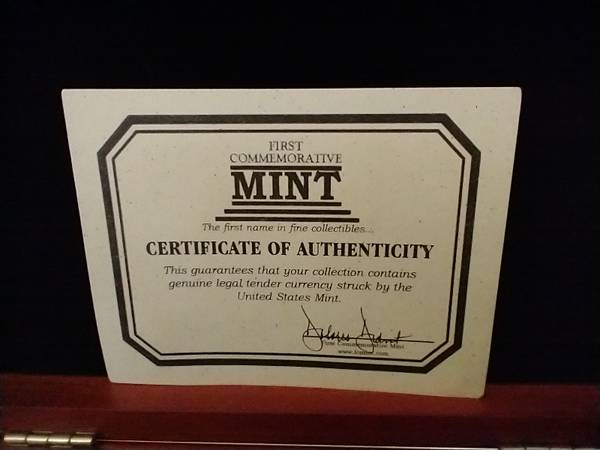 FIRST
COMMEMORATIVE
MINT
The first name in fine collectibles...
CERTIFICATE OF AUTHENTICITY
This guarantees that your collection contains
genuine legal tender currency struck by the
United States Mint.
First Commemorative Mint